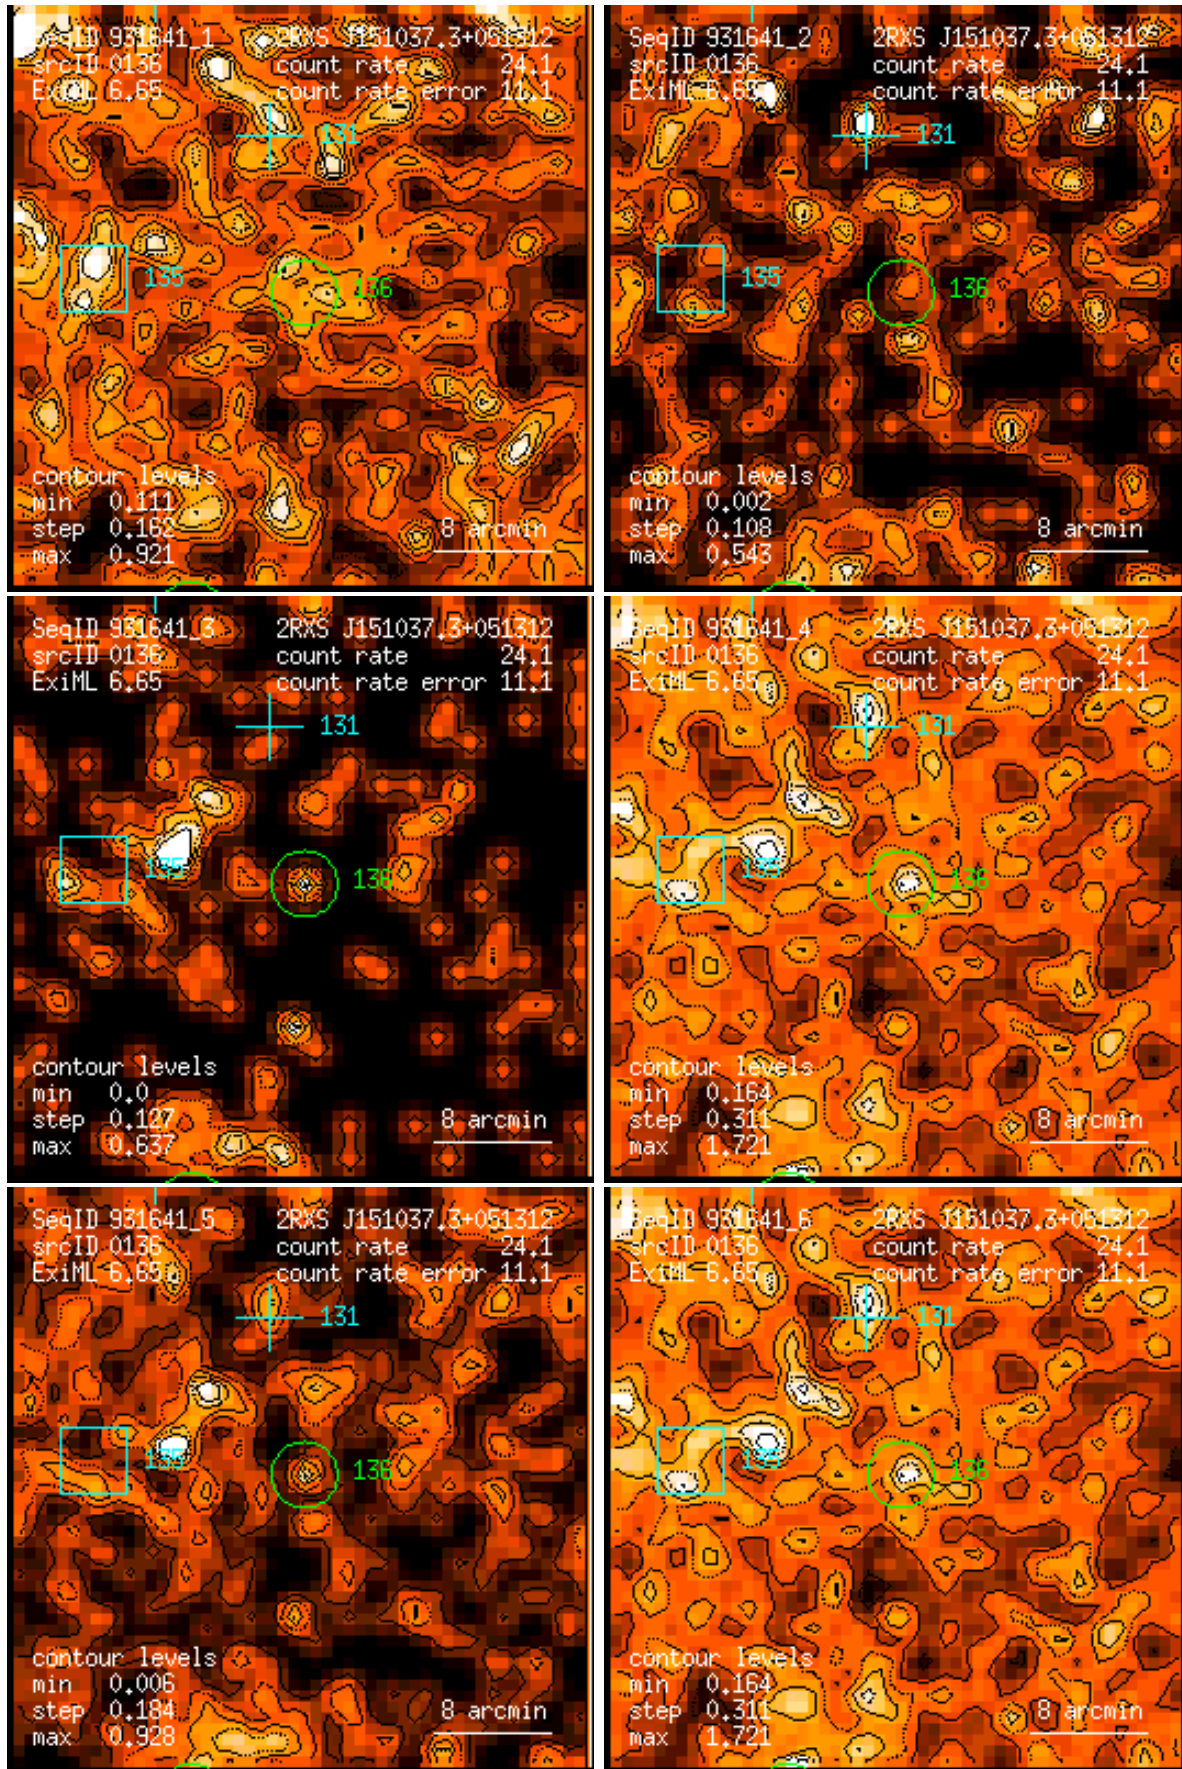 SeqID 931641_1 2RXS J151037.3+051312
srcID 0136 count rate 24.1
ExiML 6.65 count rate error 11.1
131
135
136
contour levels
min 0.111
step 0.162
max 0.921
8 arcmin
SeqID 931641_2 2RXS J151037.3+051312
srcID 0136 count rate 24.1
ExiML 6.65 count rate error 11.1
131
135
136
contour levels
min 0.002
step 0.108
max 0.543
8 arcmin
SeqID 931641_3 2RXS J151037.3+051312
srcID 0136 count rate 24.1
ExiML 6.65 count rate error 11.1
131
135
136
contour levels
min 0.0
step 0.127
max 0.637
8 arcmin
SeqID 931641_4 2RXS J151037.3+051312
srcID 0136 count rate 24.1
ExiML 6.65 count rate error 11.1
131
135
136
contour levels
min 0.164
step 0.311
max 1.721
8 arcmin
SeqID 931641_5 2RXS J151037.3+051312
srcID 0136 count rate 24.1
ExiML 6.65 count rate error 11.1
131
135
136
contour levels
min 0.006
step 0.184
max 0.928
8 arcmin
SeqID 931641_6 2RXS J151037.3+051312
srcID 0136 count rate 24.1
ExiML 6.65 count rate error 11.1
131
135
136
contour levels
min 0.164
step 0.311
max 1.721
8 arcmin